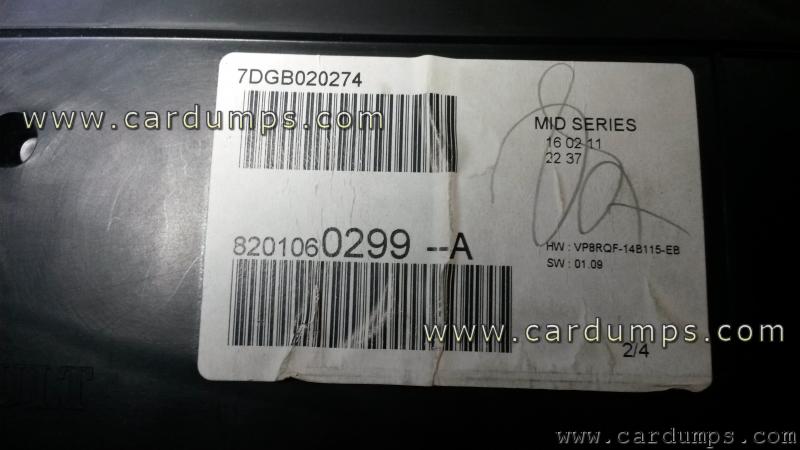 7DGB020274
www.cardumps.com
MID SERIES
16 02 11
22 37
8201060299 --A
HW : VP8RQF-14B115-EB
SW : 01.09
www.cardumps.com
2/4
ULT
www.cardumps.com